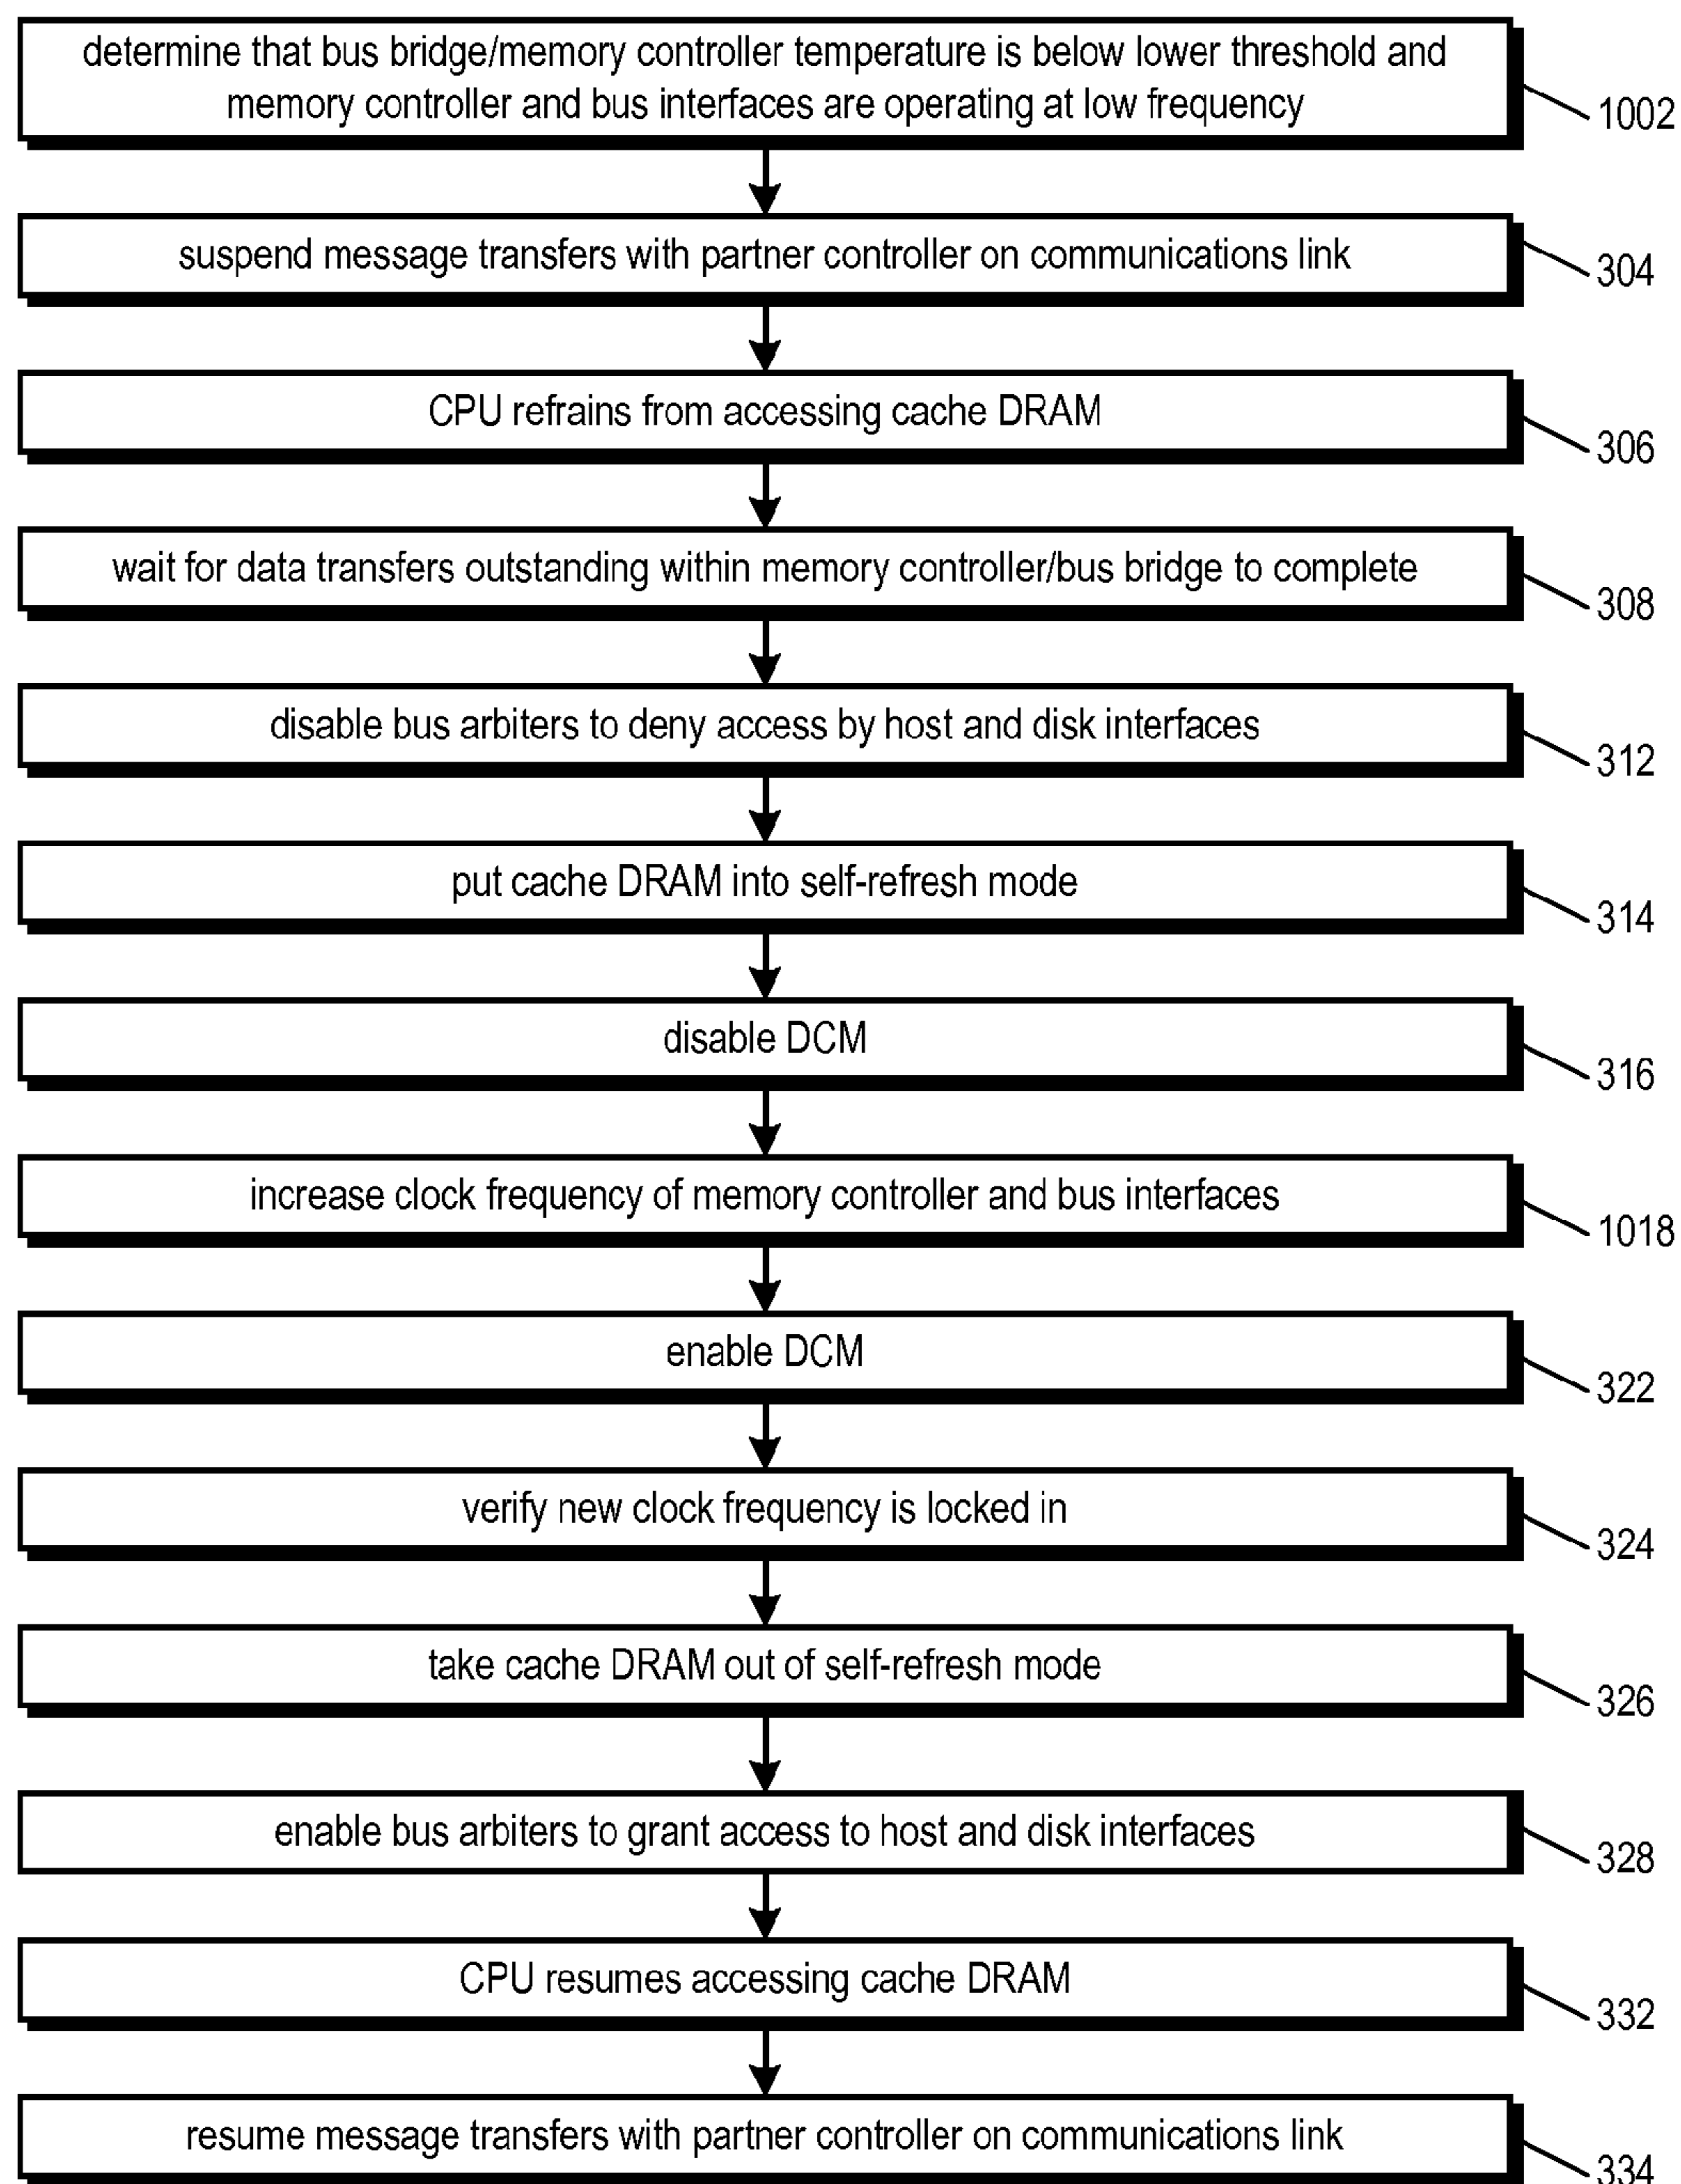 determine that bus bridge/memory controller temperature is below lower threshold and
memory controller and bus interfaces are operating at low frequency
1002
suspend message transfers with partner controller on communications link
304
CPU refrains from accessing cache DRAM
306
wait for data transfers outstanding within memory controller/bus bridge to complete
308
disable bus arbiters to deny access by host and disk interfaces
312
put cache DRAM into self-refresh mode
314
disable DCM
316
increase clock frequency of memory controller and bus interfaces
1018
enable DCM
322
verify new clock frequency is locked in
324
take cache DRAM out of self-refresh mode
326
enable bus arbiters to grant access to host and disk interfaces
328
CPU resumes accessing cache DRAM
332
resume message transfers with partner controller on communications link
334